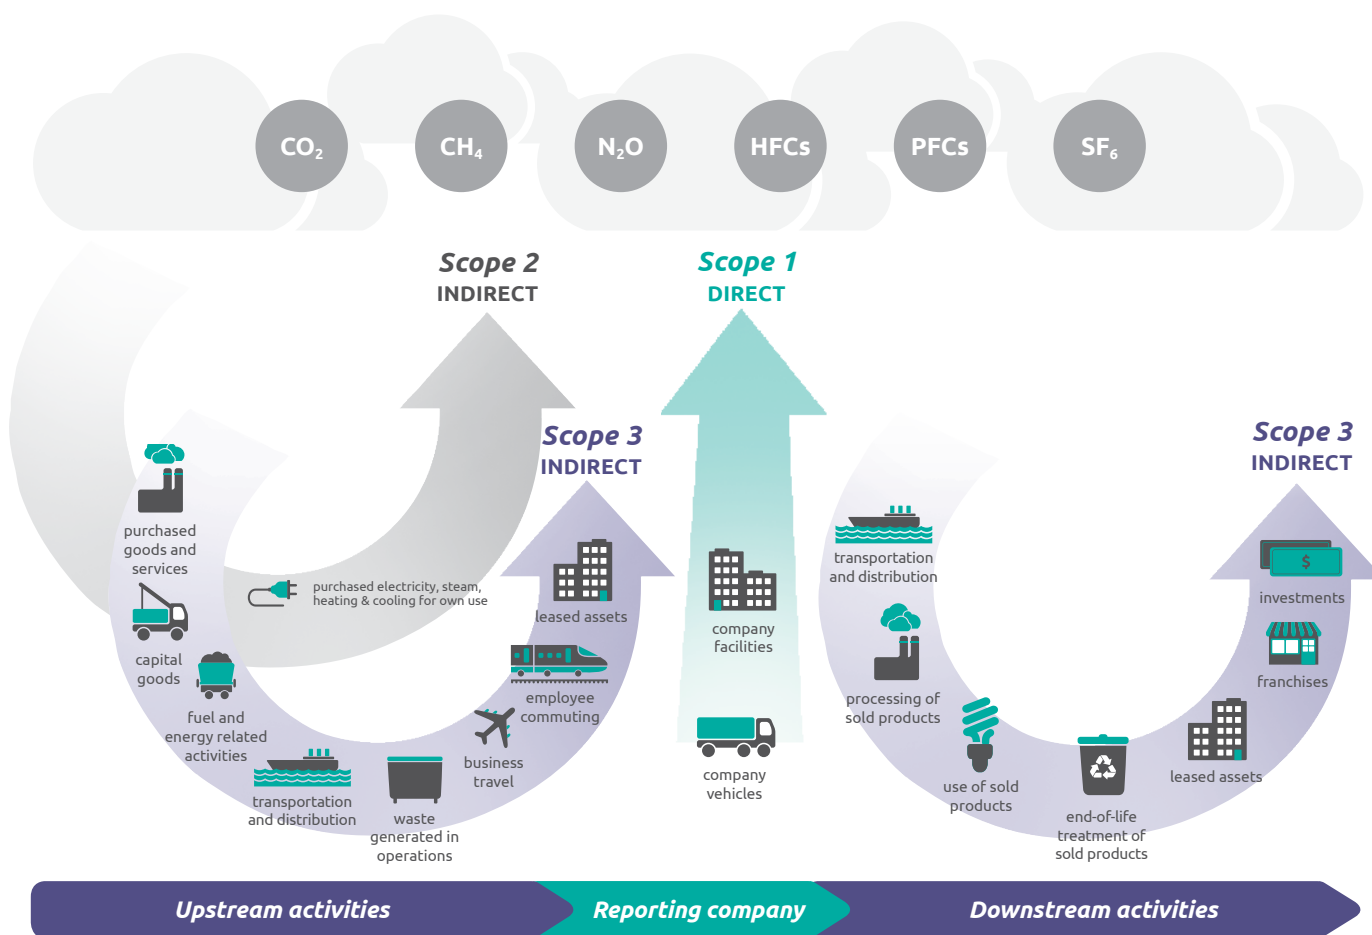 CO₂
CH₄
N₂O
HFCs
PFCs
SF₆
Scope 2
INDIRECT
Scope 1
DIRECT
Scope 3
INDIRECT
Scope 3
INDIRECT
purchased
goods and
services
capital
goods
fuel and
energy related
activities
transportation
and distribution
waste
generated in
operations
business
travel
employee
commuting
leased assets
purchased electricity, steam,
heating & cooling for own use
company
facilities
company
vehicles
transportation
and distribution
processing of
sold products
use of sold
products
end-of-life
treatment of
sold products
leased assets
franchises
$
investments
Upstream activities
Reporting company
Downstream activities